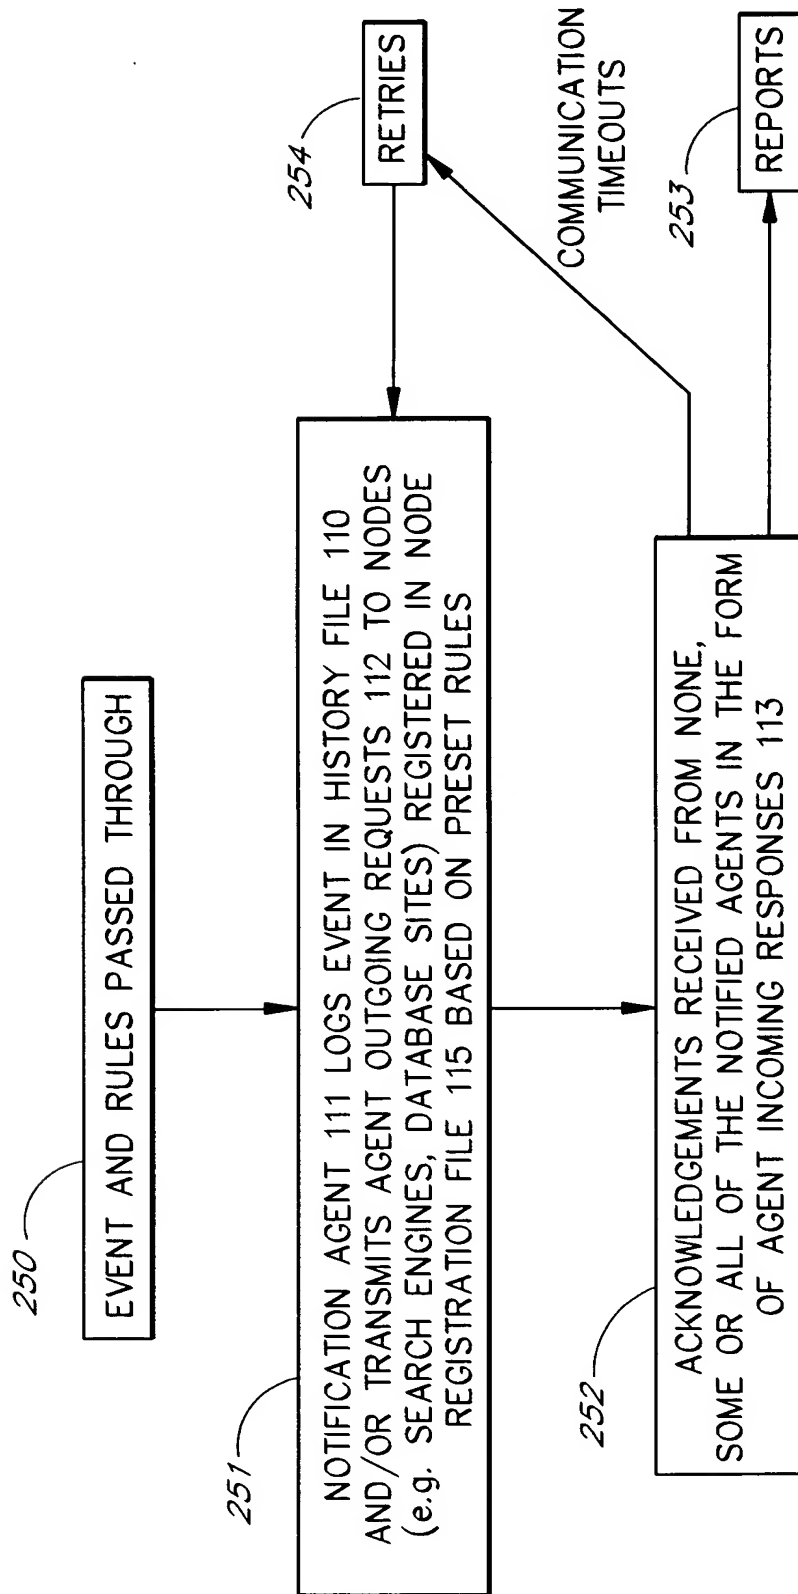 250
EVENT AND RULES PASSED THROUGH
251
NOTIFICATION AGENT 111 LOGS EVENT IN HISTORY FILE 110
AND/OR TRANSMITS AGENT OUTGOING REQUESTS 112 TO NODES
(e.g. SEARCH ENGINES, DATABASE SITES) REGISTERED IN NODE
REGISTRATION FILE 115 BASED ON PRESET RULES
254
RETRIES
252
ACKNOWLEDGEMENTS RECEIVED FROM NONE,
SOME OR ALL OF THE NOTIFIED AGENTS IN THE FORM
OF AGENT INCOMING RESPONSES 113
COMMUNICATION
TIMEOUTS
253
REPORTS